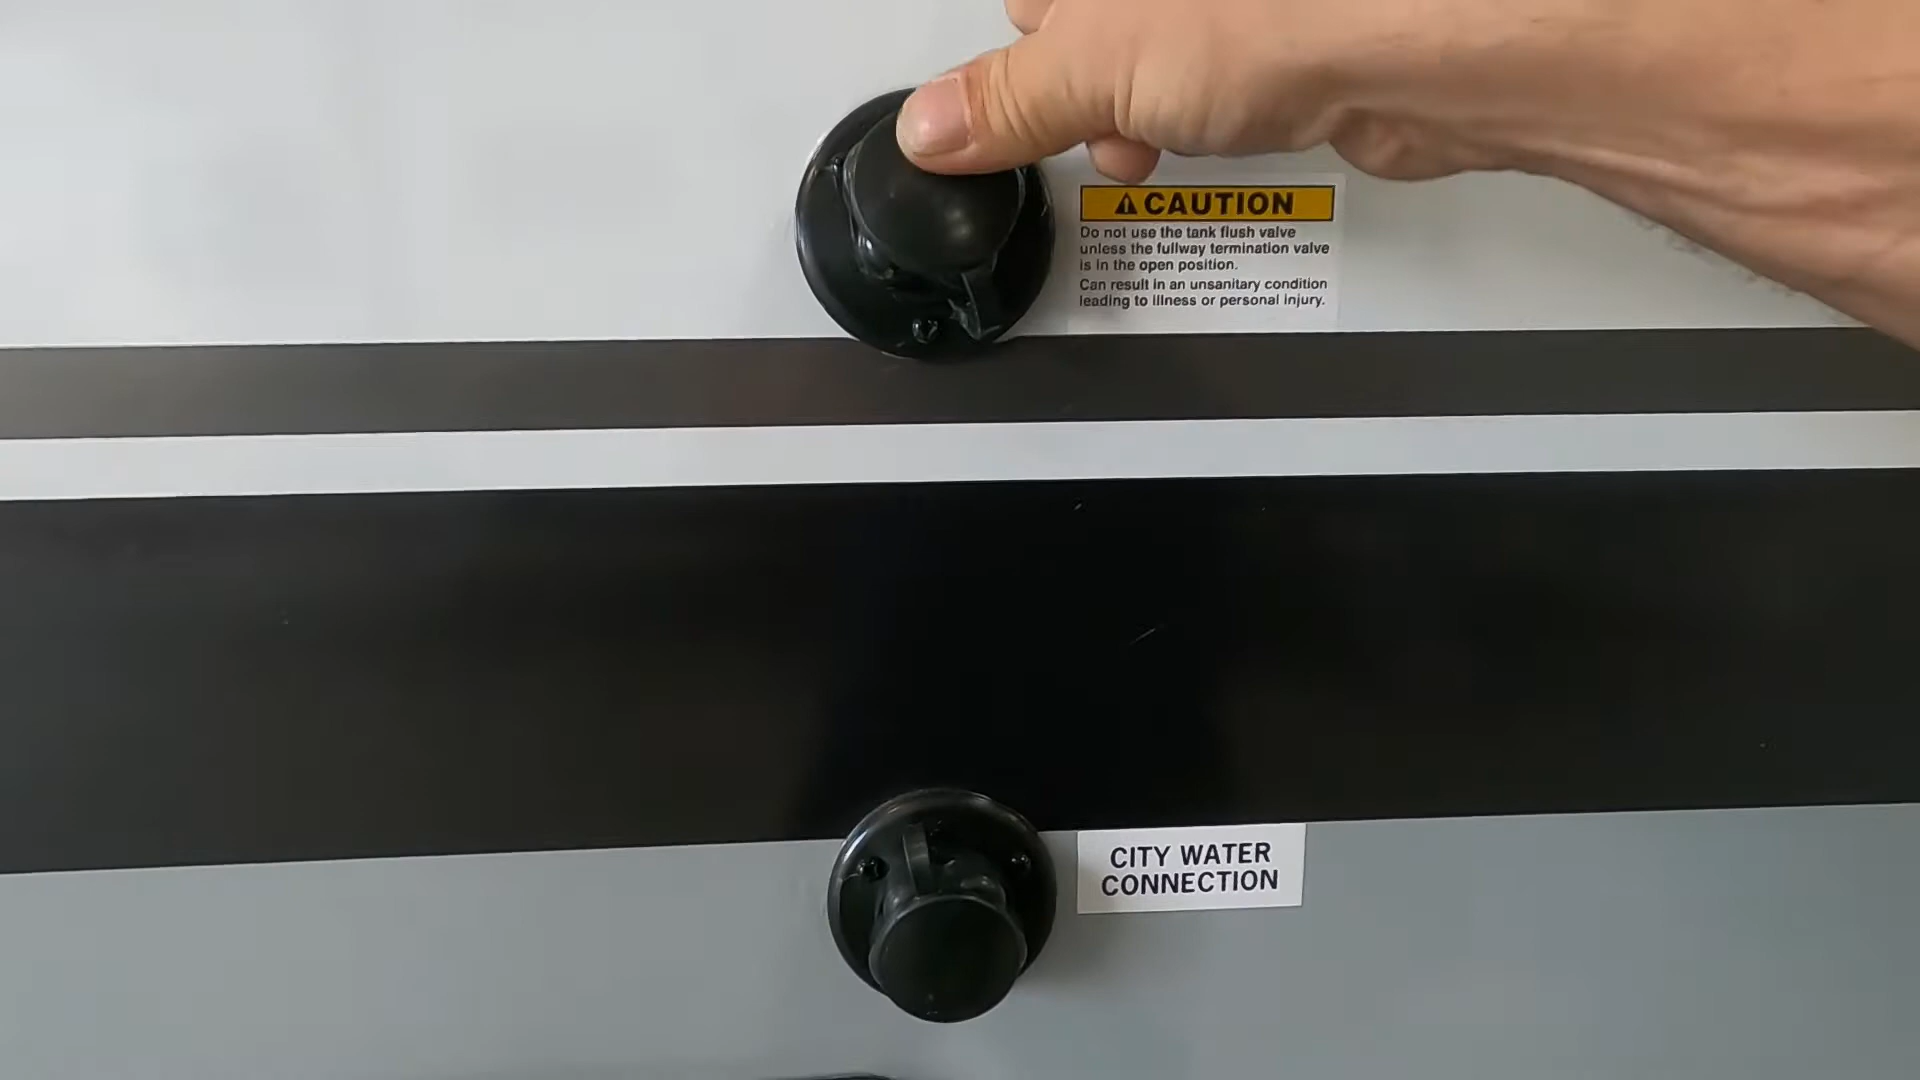 CAUTION
Do not use the tank flush valve
unless the fullway termination valve
is in the open position.
Can result in an unsanitary condition
leading to illness or personal injury.
CITY WATER
CONNECTION